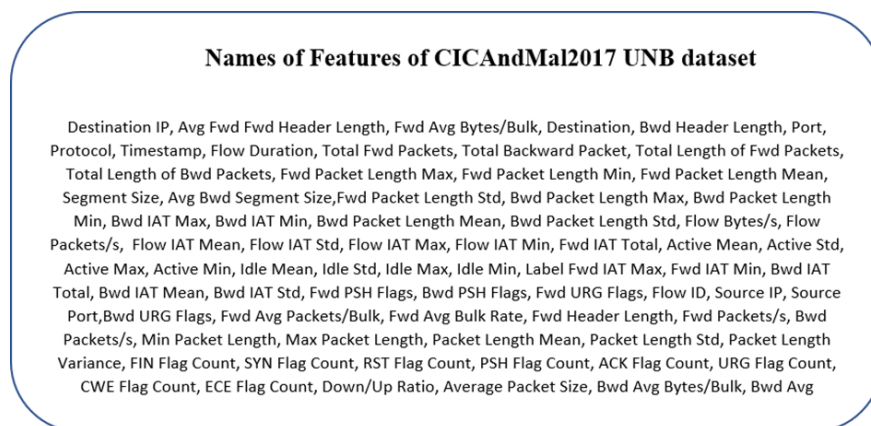 Names of Features of CICAndMal2017 UNB dataset
Destination IP, Avg Fwd Fwd Header Length, Fwd Avg Bytes/Bulk, Destination, Bwd Header Length, Port,
Protocol, Timestamp, Flow Duration, Total Fwd Packets, Total Backward Packet, Total Length of Fwd Packets,
Total Length of Bwd Packets, Fwd Packet Length Max, Fwd Packet Length Min, Fwd Packet Length Mean,
Segment Size, Avg Bwd Segment Size,Fwd Packet Length Std, Bwd Packet Length Max, Bwd Packet Length
Min, Bwd IAT Max, Bwd IAT Min, Bwd Packet Length Mean, Bwd Packet Length Std, Flow Bytes/s, Flow
Packets/s, Flow IAT Mean, Flow IAT Std, Flow IAT Max, Flow IAT Min, Fwd IAT Total, Active Mean, Active Std,
Active Max, Active Min, Idle Mean, Idle Std, Idle Max, Idle Min, Label Fwd IAT Max, Fwd IAT Min, Bwd IAT
Total, Bwd IAT Mean, Bwd IAT Std, Fwd PSH Flags, Bwd PSH Flags, Fwd URG Flags, Flow ID, Source IP, Source
Port,Bwd URG Flags, Fwd Avg Packets/Bulk, Fwd Avg Bulk Rate, Fwd Header Length, Fwd Packets/s, Bwd
Packets/s, Min Packet Length, Max Packet Length, Packet Length Mean, Packet Length Std, Packet Length
Variance, FIN Flag Count, SYN Flag Count, RST Flag Count, PSH Flag Count, ACK Flag Count, URG Flag Count,
CWE Flag Count, ECE Flag Count, Down/Up Ratio, Average Packet Size, Bwd Avg Bytes/Bulk, Bwd Avg